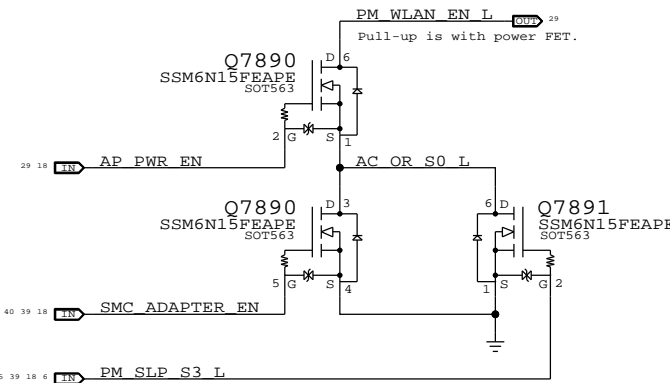 PM_WLAN_EN_L OUT 29
Pull-up is with power FET.
Q7890
SSM6N15FEAPE
SOT563
D 6
2 G S 1
29 18 IN AP_PWR_EN
AC_OR_S0_L
Q7890
SSM6N15FEAPE
SOT563
D 3
5 G S 4
6 D
Q7891
SSM6N15FEAPE
SOT563
1 S G 2
40 39 18 IN SMC_ADAPTER_EN
39 18 6 IN PM_SLP_S3_L